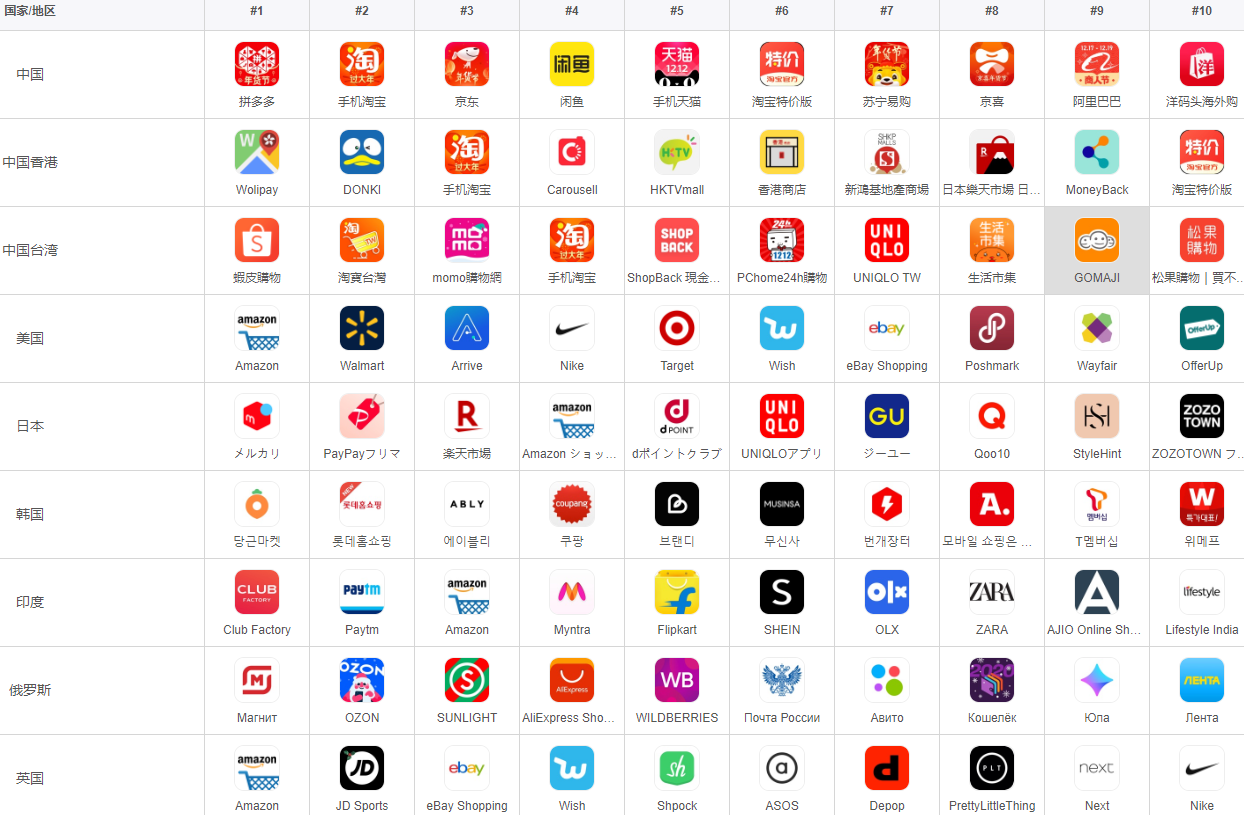 国家/地区 #1 #2 #3 #4 #5 #6 #7 #8 #9 #10
中国
拼多多 手机淘宝 京东 闲鱼 手机天猫 淘宝特价版 苏宁易购 京喜 阿里巴巴 洋码头海外购
中国香港
Wolipay DONKI 手机淘宝 Carousell HKTVmall 香港商店 新鴻基地產商場 日本樂天市場 日... MoneyBack 淘宝特价版
中国台湾
蝦皮購物 淘寶台灣 momo購物網 手机淘宝 ShopBack 現金... PChome24h購物 UNIQLO TW 生活市集 GOMAJI 松果購物｜買不...
美国
Amazon Walmart Arrive Nike Target Wish eBay Shopping Poshmark Wayfair OfferUp
日本
メルカリ PayPayフリマ 楽天市場 Amazon ショッ... dポイントクラブ UNIQLOアプリ ジーユー Qoo10 StyleHint ZOZOTOWN フ...
韩国
당근마켓 롯데홈쇼핑 에이블리 쿠팡 브랜디 무신사 번개장터 모바일 쇼핑은 ... T멤버십 위메프
印度
Club Factory Paytm Amazon Myntra Flipkart SHEIN OLX ZARA AJIO Online Sh... Lifestyle India
俄罗斯
Магнит OZON SUNLIGHT AliExpress Sho... WILDBERRIES Почта России Авито Кошелёк Юла Лента
英国
Amazon JD Sports eBay Shopping Wish Shpock ASOS Depop PrettyLittleThing Next Nike